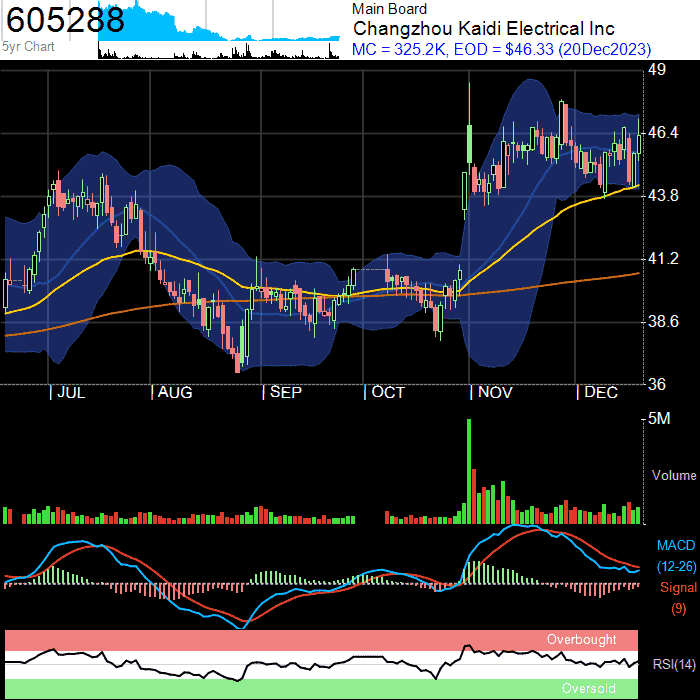 605288
5yr Chart
Main Board
Changzhou Kaidi Electrical Inc
MC = 325.2K, EOD = $46.33 (20Dec2023)
49
46.4
43.8
41.2
38.6
36
| JUL | AUG | SEP | OCT | NOV | DEC
5M
Volume
MACD
(12-26)
Signal
(9)
Overbought
RSI(14)
Oversold